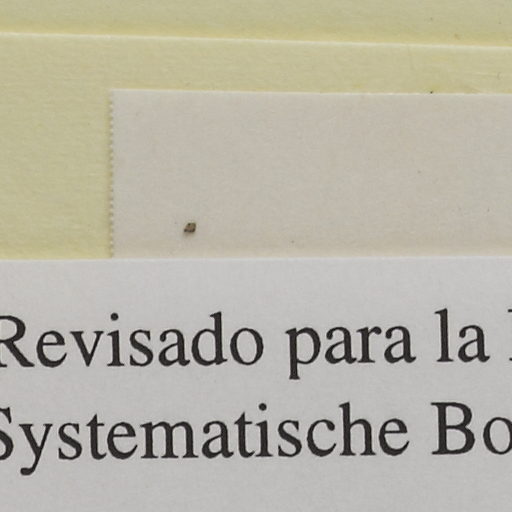 Revisado para la
Systematische Bo